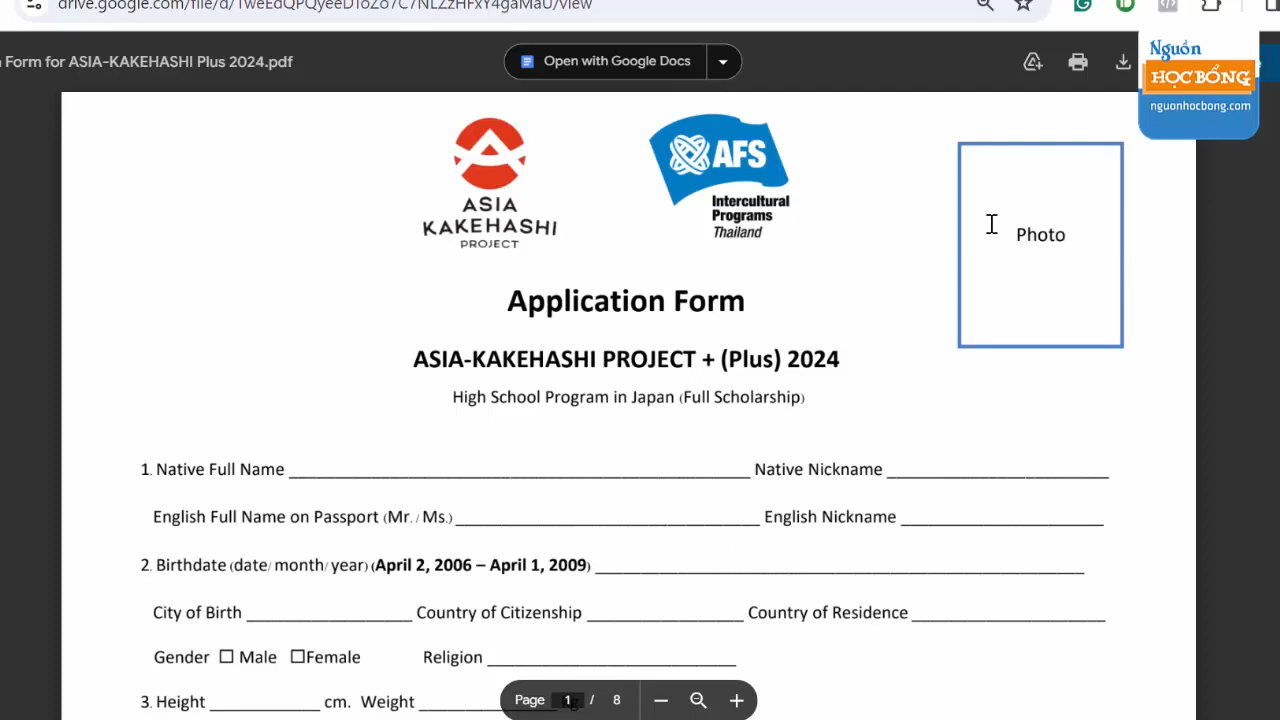 drive.google.com/file/d/1weEdQPQyeeD1oZo7C7NLZzHFxY4gaMaU/view
Form for ASIA-KAKEHASHI Plus 2024.pdf
Open with Google Docs
Nguồn
HỌC BỔNG
nguonhocbong.com
ASIA
KAKEHASHI
PROJECT
AFS
Intercultural
Programs
Thailand
Photo
Application Form
ASIA-KAKEHASHI PROJECT + (Plus) 2024
High School Program in Japan (Full Scholarship)
1. Native Full Name Native Nickname
English Full Name on Passport (Mr. / Ms.) English Nickname
2. Birthdate (date/ month/ year) (April 2, 2006 – April 1, 2009)
City of Birth Country of Citizenship Country of Residence
Gender Male Female Religion
3. Height cm. Weight
Page 1 / 8